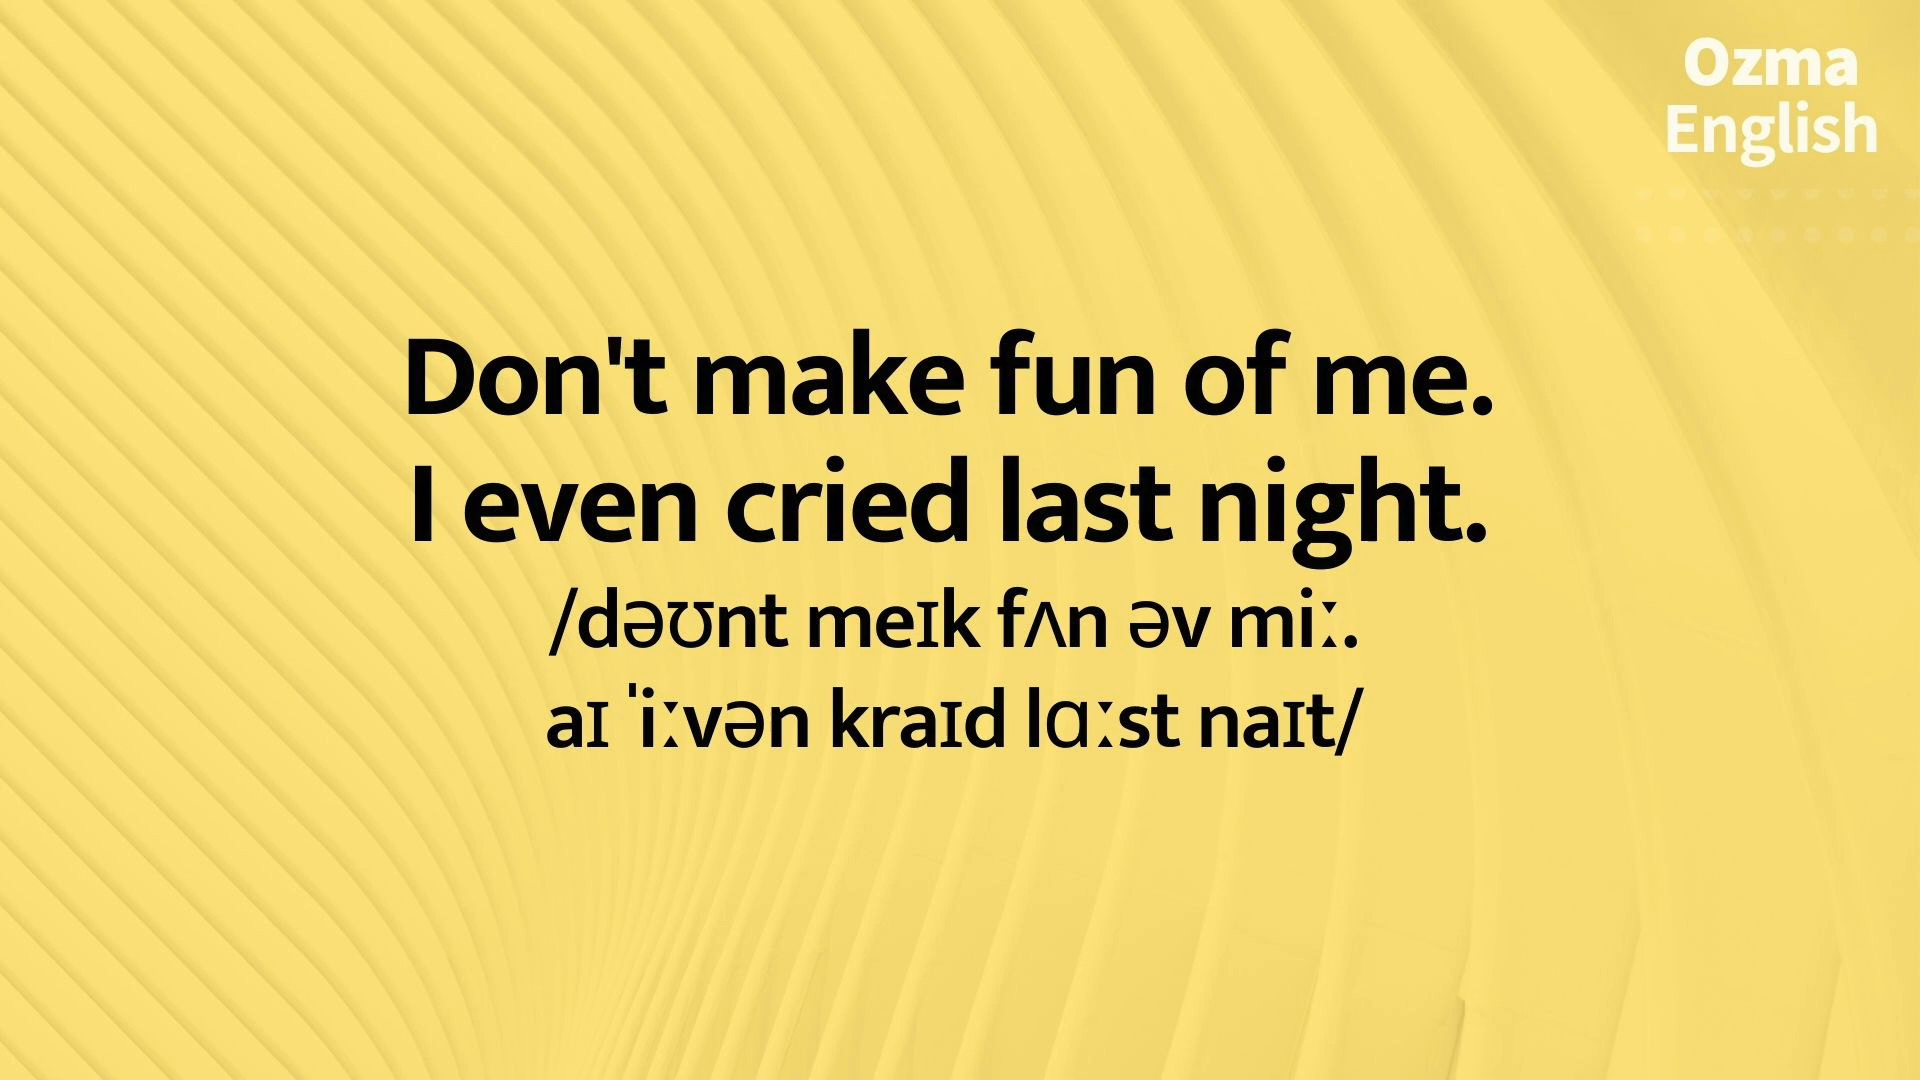 Ozma
English
Don't make fun of me.
I even cried last night.
/dəʊnt meɪk fʌn əv miː.
aɪ ˈiːvən kraɪd lɑːst naɪt/